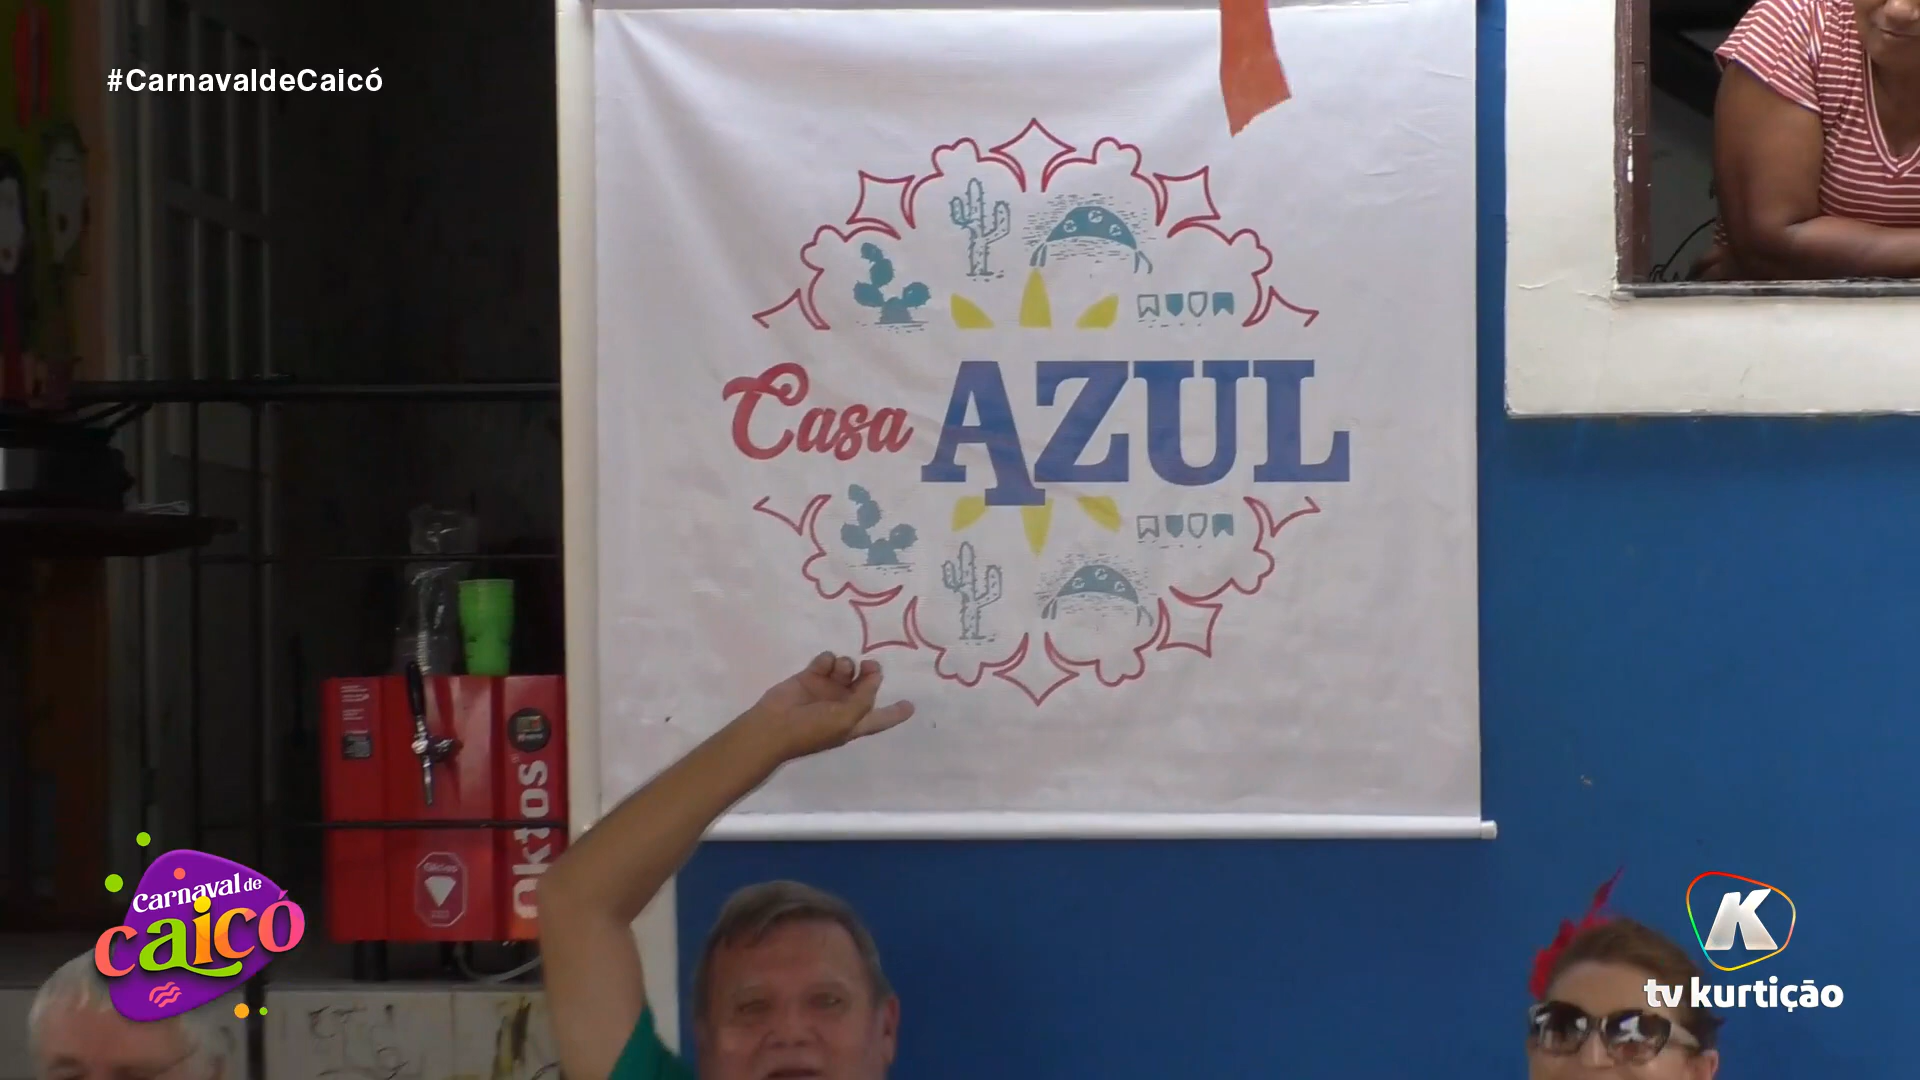 #CarnavaldeCaicó
Casa AZUL
Oktos
carnaval de
caicó
K
tv kurtição